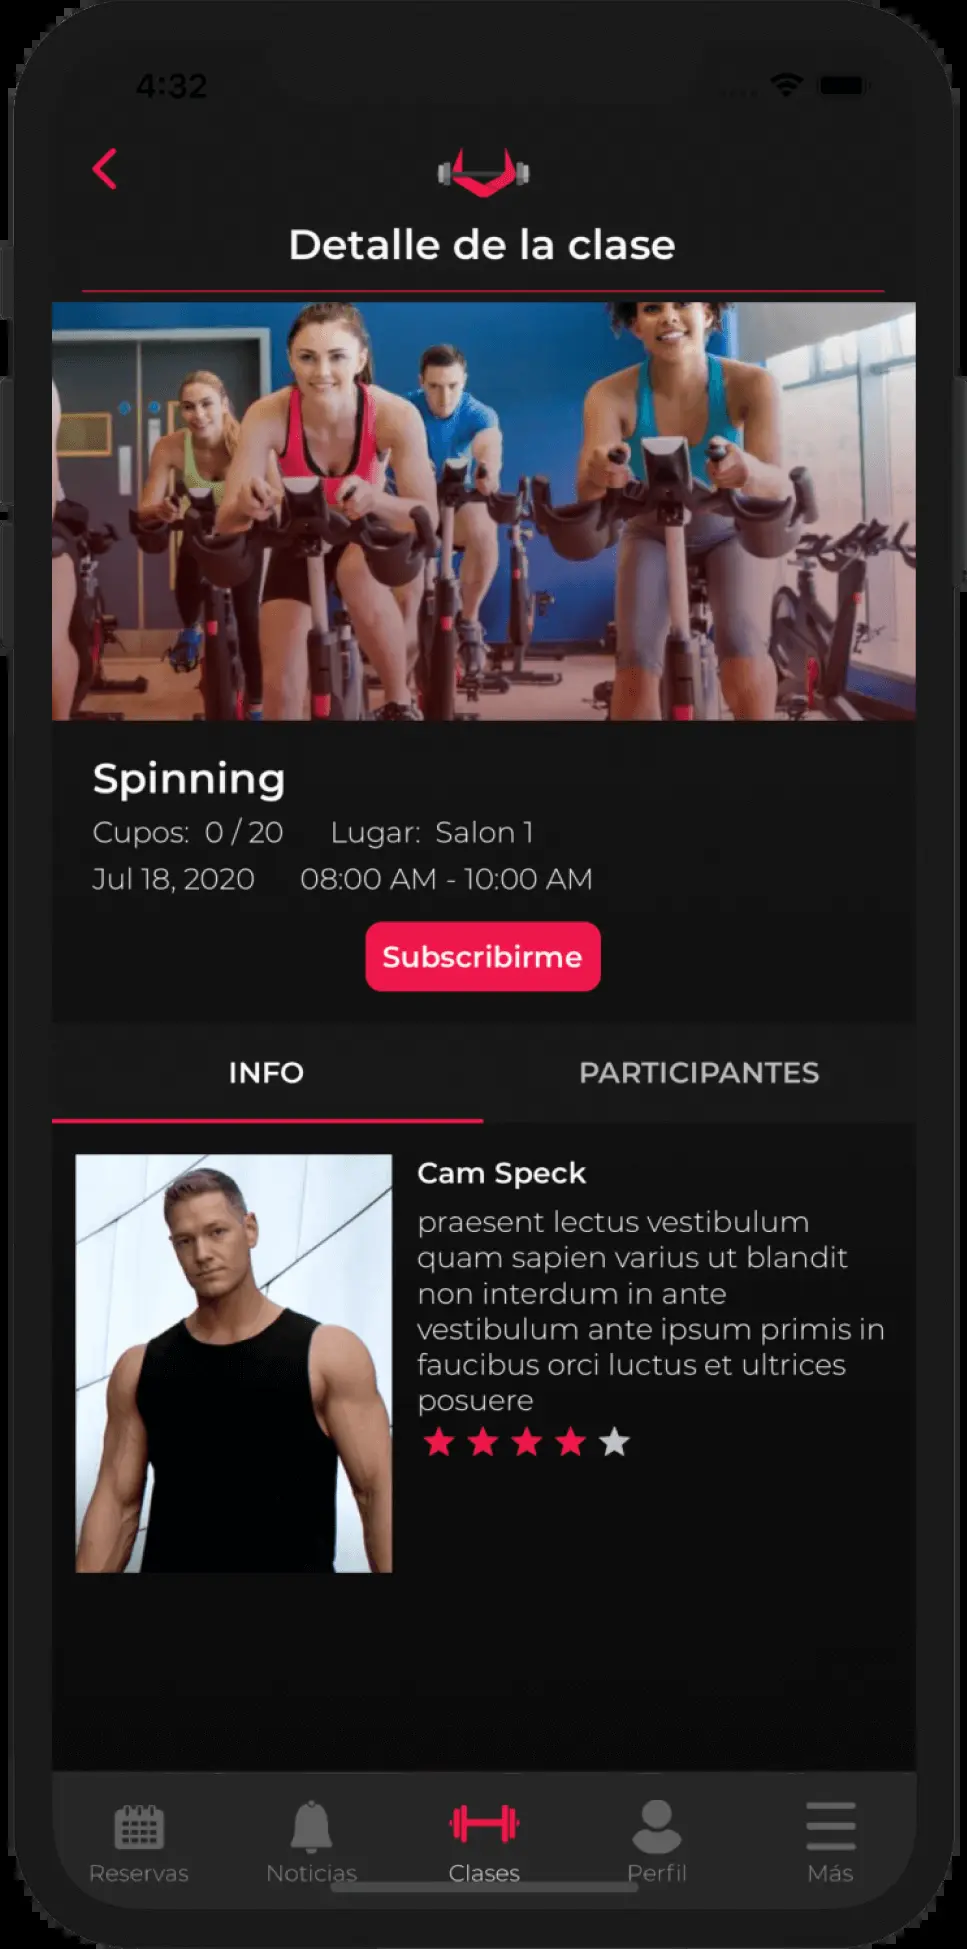 4:32
Detalle de la clase
Spinning
Cupos: 0 / 20 Lugar: Salon 1
Jul 18, 2020 08:00 AM - 10:00 AM
Subscribirme
INFO PARTICIPANTES
Cam Speck
praesent lectus vestibulum
quam sapien varius ut blandit
non interdum in ante
vestibulum ante ipsum primis in
faucibus orci luctus et ultrices
posuere
Reservas Noticias Clases Perfil Más